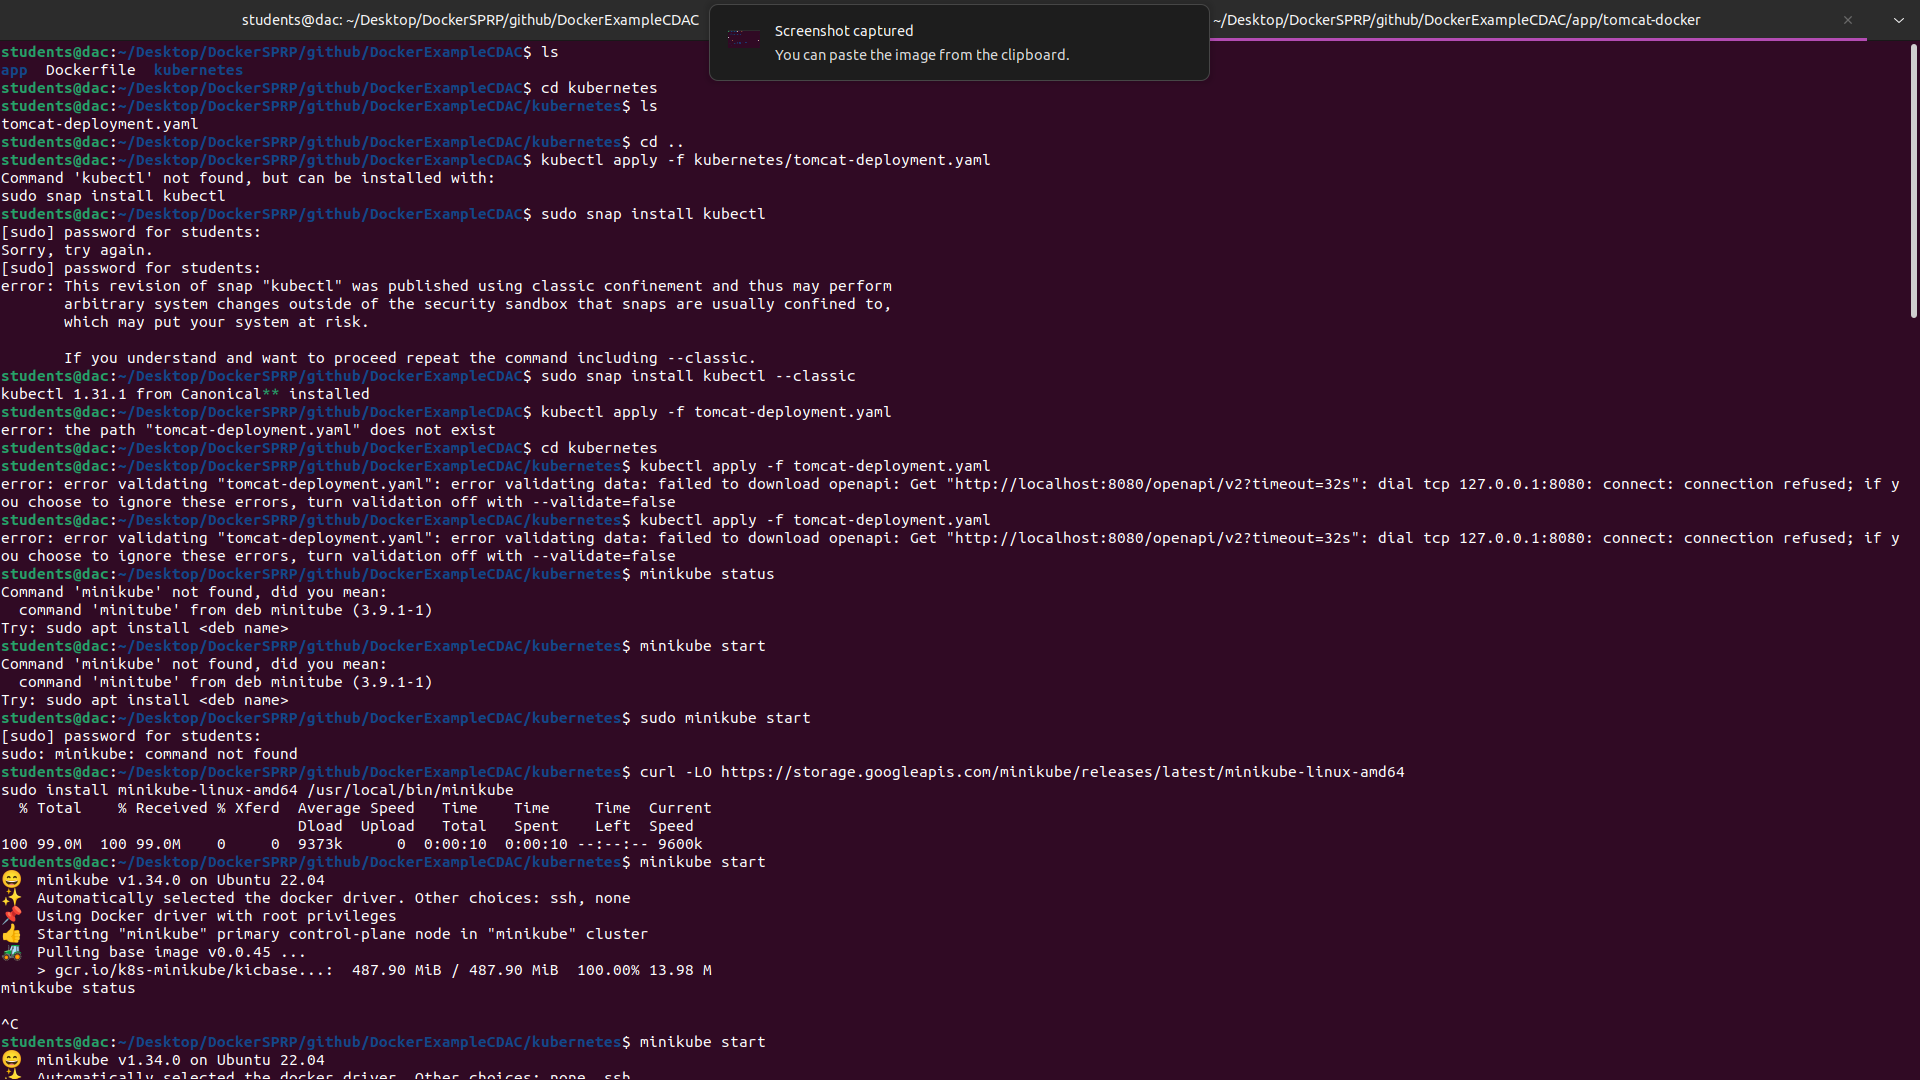 students@dac: ~/Desktop/DockerSPRP/github/DockerExampleCDAC
~/Desktop/DockerSPRP/github/DockerExampleCDAC/app/tomcat-docker
Screenshot captured
You can paste the image from the clipboard.
students@dac:~/Desktop/DockerSPRP/github/DockerExampleCDAC$ ls
app  Dockerfile  kubernetes
students@dac:~/Desktop/DockerSPRP/github/DockerExampleCDAC$ cd kubernetes
students@dac:~/Desktop/DockerSPRP/github/DockerExampleCDAC/kubernetes$ ls
tomcat-deployment.yaml
students@dac:~/Desktop/DockerSPRP/github/DockerExampleCDAC/kubernetes$ cd ..
students@dac:~/Desktop/DockerSPRP/github/DockerExampleCDAC$ kubectl apply -f kubernetes/tomcat-deployment.yaml
Command 'kubectl' not found, but can be installed with:
sudo snap install kubectl
students@dac:~/Desktop/DockerSPRP/github/DockerExampleCDAC$ sudo snap install kubectl
[sudo] password for students:
Sorry, try again.
[sudo] password for students:
error: This revision of snap "kubectl" was published using classic confinement and thus may perform
       arbitrary system changes outside of the security sandbox that snaps are usually confined to,
       which may put your system at risk.
       If you understand and want to proceed repeat the command including --classic.
students@dac:~/Desktop/DockerSPRP/github/DockerExampleCDAC$ sudo snap install kubectl --classic
kubectl 1.31.1 from Canonical** installed
students@dac:~/Desktop/DockerSPRP/github/DockerExampleCDAC$ kubectl apply -f tomcat-deployment.yaml
error: the path "tomcat-deployment.yaml" does not exist
students@dac:~/Desktop/DockerSPRP/github/DockerExampleCDAC$ cd kubernetes
students@dac:~/Desktop/DockerSPRP/github/DockerExampleCDAC/kubernetes$ kubectl apply -f tomcat-deployment.yaml
error: error validating "tomcat-deployment.yaml": error validating data: failed to download openapi: Get "http://localhost:8080/openapi/v2?timeout=32s": dial tcp 127.0.0.1:8080: connect: connection refused; if y
ou choose to ignore these errors, turn validation off with --validate=false
students@dac:~/Desktop/DockerSPRP/github/DockerExampleCDAC/kubernetes$ kubectl apply -f tomcat-deployment.yaml
error: error validating "tomcat-deployment.yaml": error validating data: failed to download openapi: Get "http://localhost:8080/openapi/v2?timeout=32s": dial tcp 127.0.0.1:8080: connect: connection refused; if y
ou choose to ignore these errors, turn validation off with --validate=false
students@dac:~/Desktop/DockerSPRP/github/DockerExampleCDAC/kubernetes$ minikube status
Command 'minikube' not found, did you mean:
  command 'minitube' from deb minitube (3.9.1-1)
Try: sudo apt install <deb name>
students@dac:~/Desktop/DockerSPRP/github/DockerExampleCDAC/kubernetes$ minikube start
Command 'minikube' not found, did you mean:
  command 'minitube' from deb minitube (3.9.1-1)
Try: sudo apt install <deb name>
students@dac:~/Desktop/DockerSPRP/github/DockerExampleCDAC/kubernetes$ sudo minikube start
[sudo] password for students:
sudo: minikube: command not found
students@dac:~/Desktop/DockerSPRP/github/DockerExampleCDAC/kubernetes$ curl -LO https://storage.googleapis.com/minikube/releases/latest/minikube-linux-amd64
sudo install minikube-linux-amd64 /usr/local/bin/minikube
  % Total    % Received % Xferd  Average Speed   Time    Time     Time  Current
                                 Dload  Upload   Total   Spent    Left  Speed
100 99.0M  100 99.0M    0     0  9373k      0  0:00:10  0:00:10 --:--:-- 9600k
students@dac:~/Desktop/DockerSPRP/github/DockerExampleCDAC/kubernetes$ minikube start
😄  minikube v1.34.0 on Ubuntu 22.04
✨  Automatically selected the docker driver. Other choices: ssh, none
📌  Using Docker driver with root privileges
👍  Starting "minikube" primary control-plane node in "minikube" cluster
🚜  Pulling base image v0.0.45 ...
    > gcr.io/k8s-minikube/kicbase...:  487.90 MiB / 487.90 MiB  100.00% 13.98 M
minikube status
^C
students@dac:~/Desktop/DockerSPRP/github/DockerExampleCDAC/kubernetes$ minikube start
😄  minikube v1.34.0 on Ubuntu 22.04
✨  Automatically selected the docker driver. Other choices: none, ssh